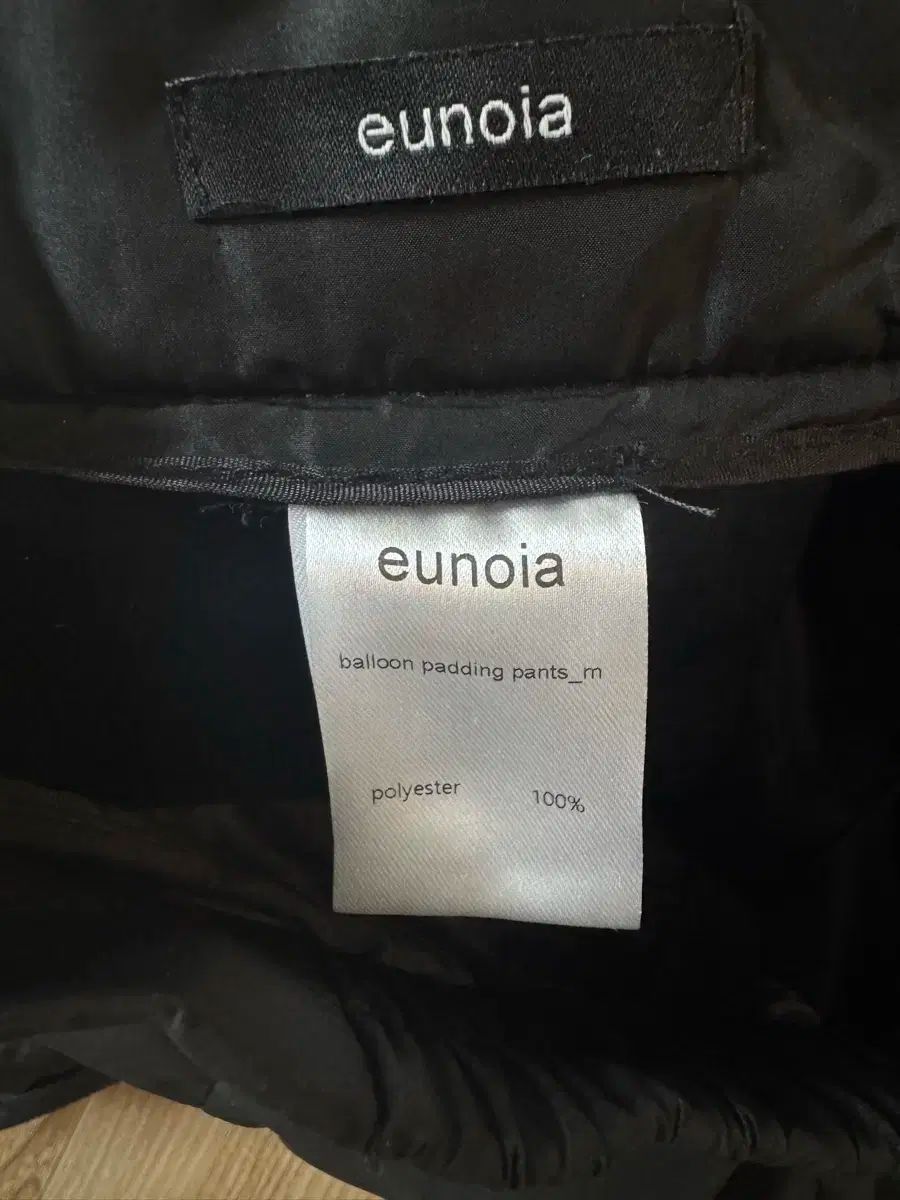 eunoia
eunoia
balloon padding pants_m
polyester 100%